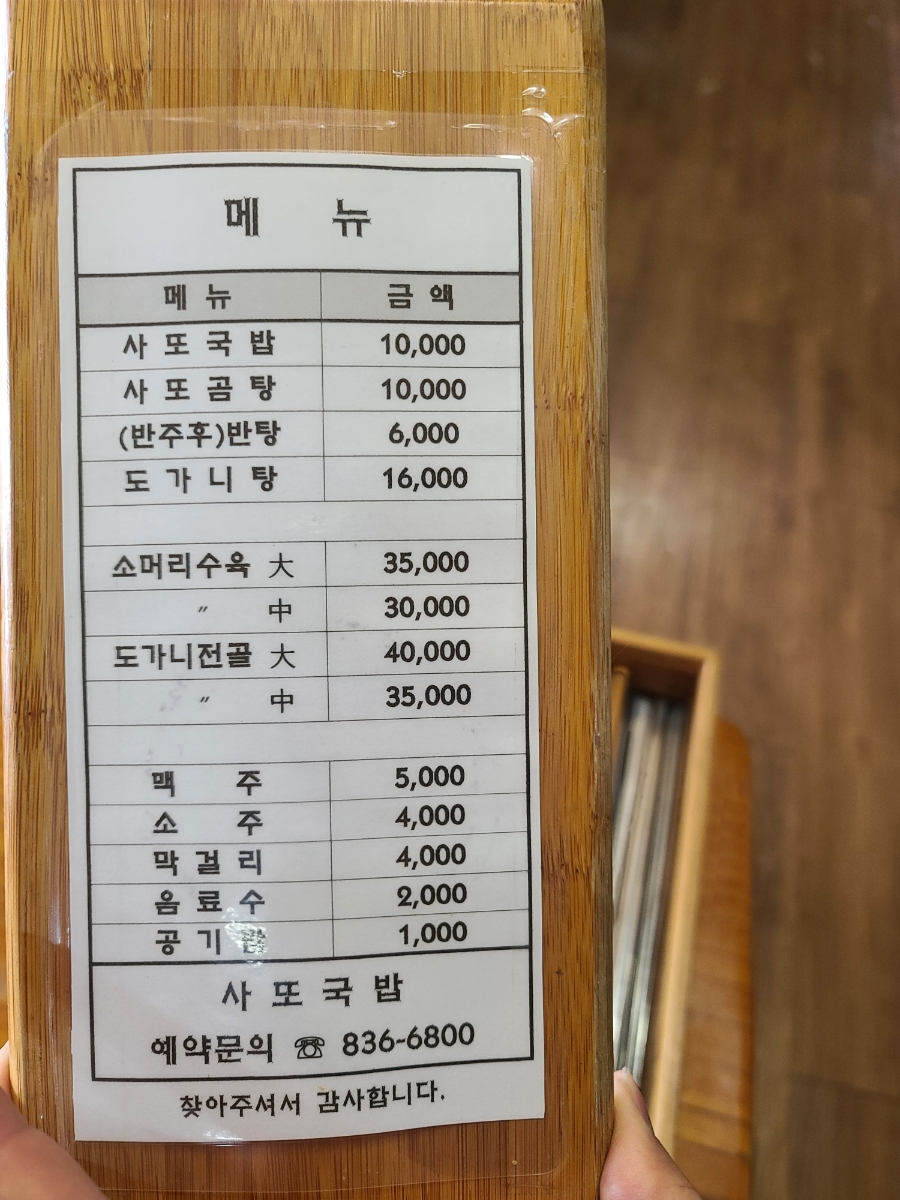 메 뉴
메 뉴 금 액
사 또 국 밥 10,000
사 또 곰 탕 10,000
(반주후)반탕 6,000
도 가 니 탕 16,000
소머리수육 大 35,000
〃 中 30,000
도가니전골 大 40,000
〃 中 35,000
맥 주 5,000
소 주 4,000
막 걸 리 4,000
음 료 수 2,000
공 기 밥 1,000
사 또 국 밥
예약문의 ☎ 836-6800
찾아주셔서 감사합니다.